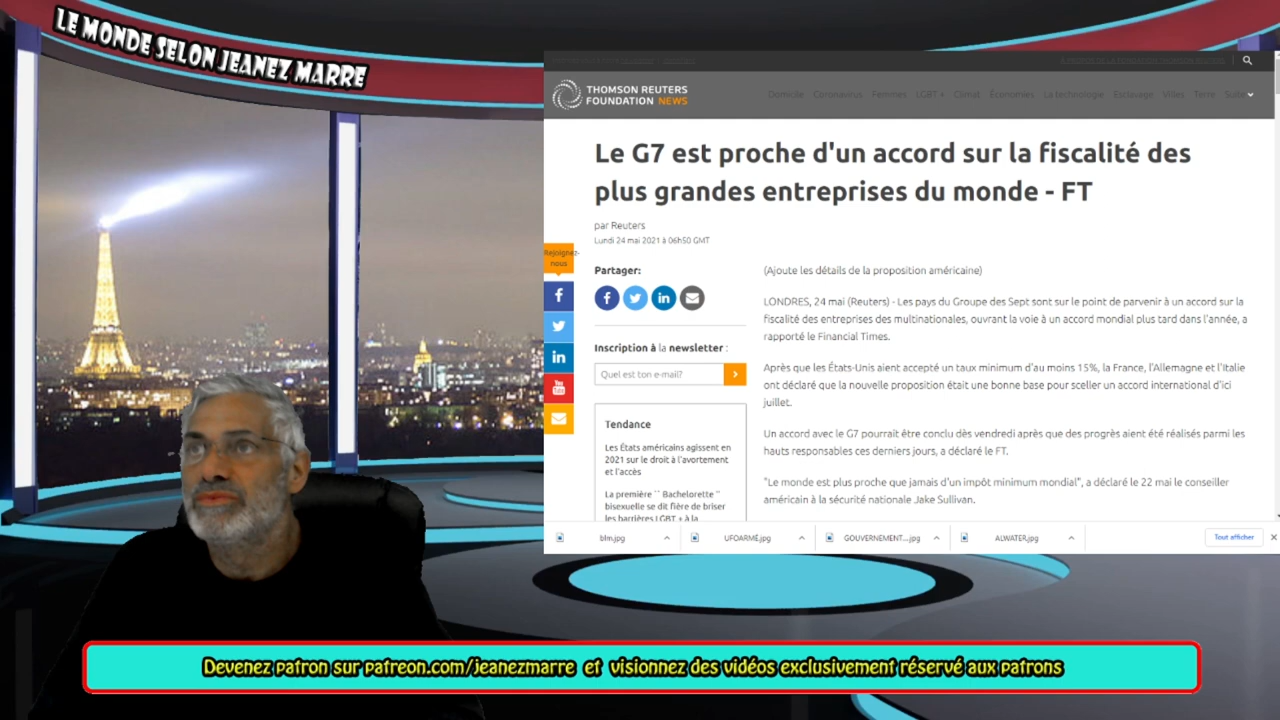 LE MONDE SELON JEANEZ MARRE
THOMSON REUTERS
FOUNDATION NEWS
Domicile Coronavirus Femmes LGBT + Climat Économies La technologie Esclavage Villes Terre Suite
Le G7 est proche d'un accord sur la fiscalité des
plus grandes entreprises du monde - FT
par Reuters
Lundi 24 mai 2021 à 06h50 GMT
Rejoignez-
nous
Partager:
Inscription à la newsletter :
Quel est ton e-mail?
Tendance
Les États américains agissent en
2021 sur le droit à l'avortement
et l'accès
La première `` Bachelorette ''
bisexuelle se dit fière de briser
les barrières LGBT + à la
(Ajoute les détails de la proposition américaine)
LONDRES, 24 mai (Reuters) - Les pays du Groupe des Sept sont sur le point de parvenir à un accord sur la
fiscalité des entreprises des multinationales, ouvrant la voie à un accord mondial plus tard dans l'année, a
rapporté le Financial Times.
Après que les États-Unis aient accepté un taux minimum d'au moins 15%, la France, l'Allemagne et l'Italie
ont déclaré que la nouvelle proposition était une bonne base pour sceller un accord international d'ici
juillet.
Un accord avec le G7 pourrait être conclu dès vendredi après que des progrès aient été réalisés parmi les
hauts responsables ces derniers jours, a déclaré le FT.
"Le monde est plus proche que jamais d'un impôt minimum mondial", a déclaré le 22 mai le conseiller
américain à la sécurité nationale Jake Sullivan.
blm.jpg UFOARMÉ.jpg GOUVERNEMENT....jpg ALWATER.jpg Tout afficher
Devenez patron sur patreon.com/jeanezmarre et visionnez des vidéos exclusivement réservé aux patrons